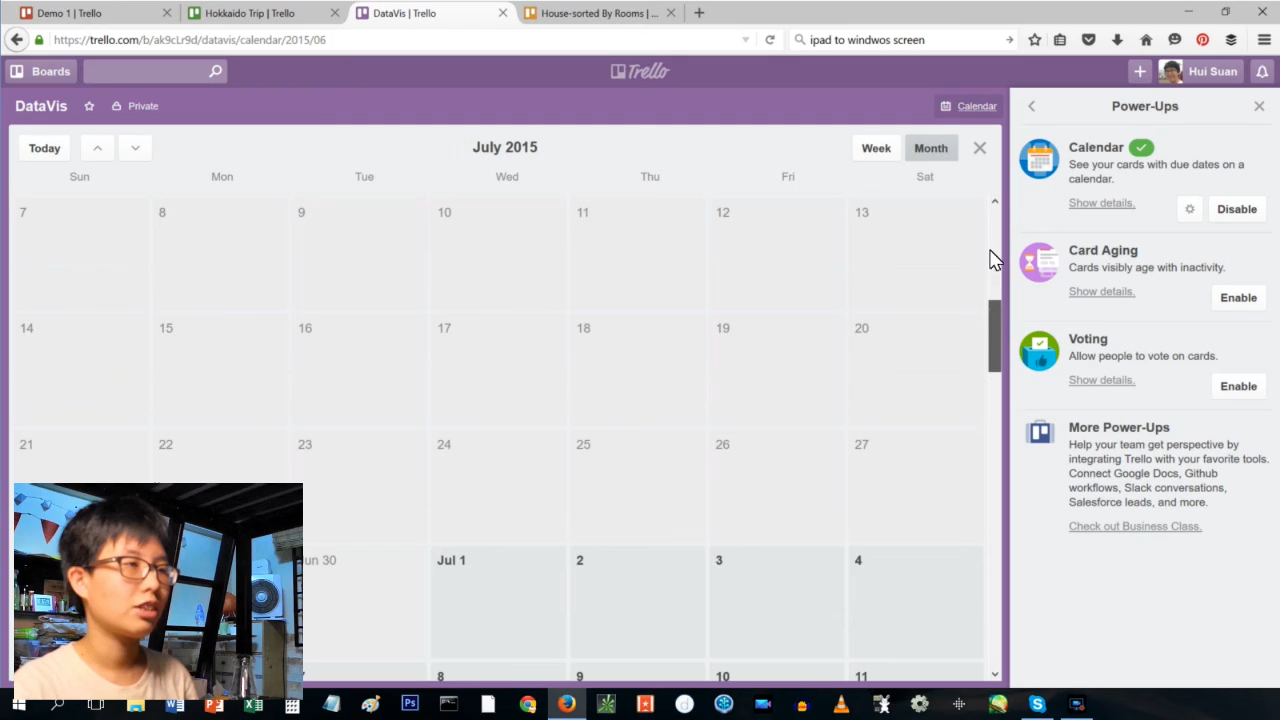 Demo 1 | Trello
Hokkaido Trip | Trello
DataVis | Trello
House-sorted By Rooms | ...
https://trello.com/b/ak9cLr9d/datavis/calendar/2015/06
ipad to windwos screen
Boards
Trello
Hui Suan
DataVis
Private
Calendar
Power-Ups
Today
July 2015
Week
Month
Sun
Mon
Tue
Wed
Thu
Fri
Sat
7
8
9
10
11
12
13
14
15
16
17
18
19
20
21
22
23
24
25
26
27
un 30
Jul 1
2
3
4
8
9
10
11
Calendar
See your cards with due dates on a
calendar.
Show details.
Disable
Card Aging
Cards visibly age with inactivity.
Show details.
Enable
Voting
Allow people to vote on cards.
Show details.
Enable
More Power-Ups
Help your team get perspective by
integrating Trello with your favorite tools.
Connect Google Docs, Github
workflows, Slack conversations,
Salesforce leads, and more.
Check out Business Class.